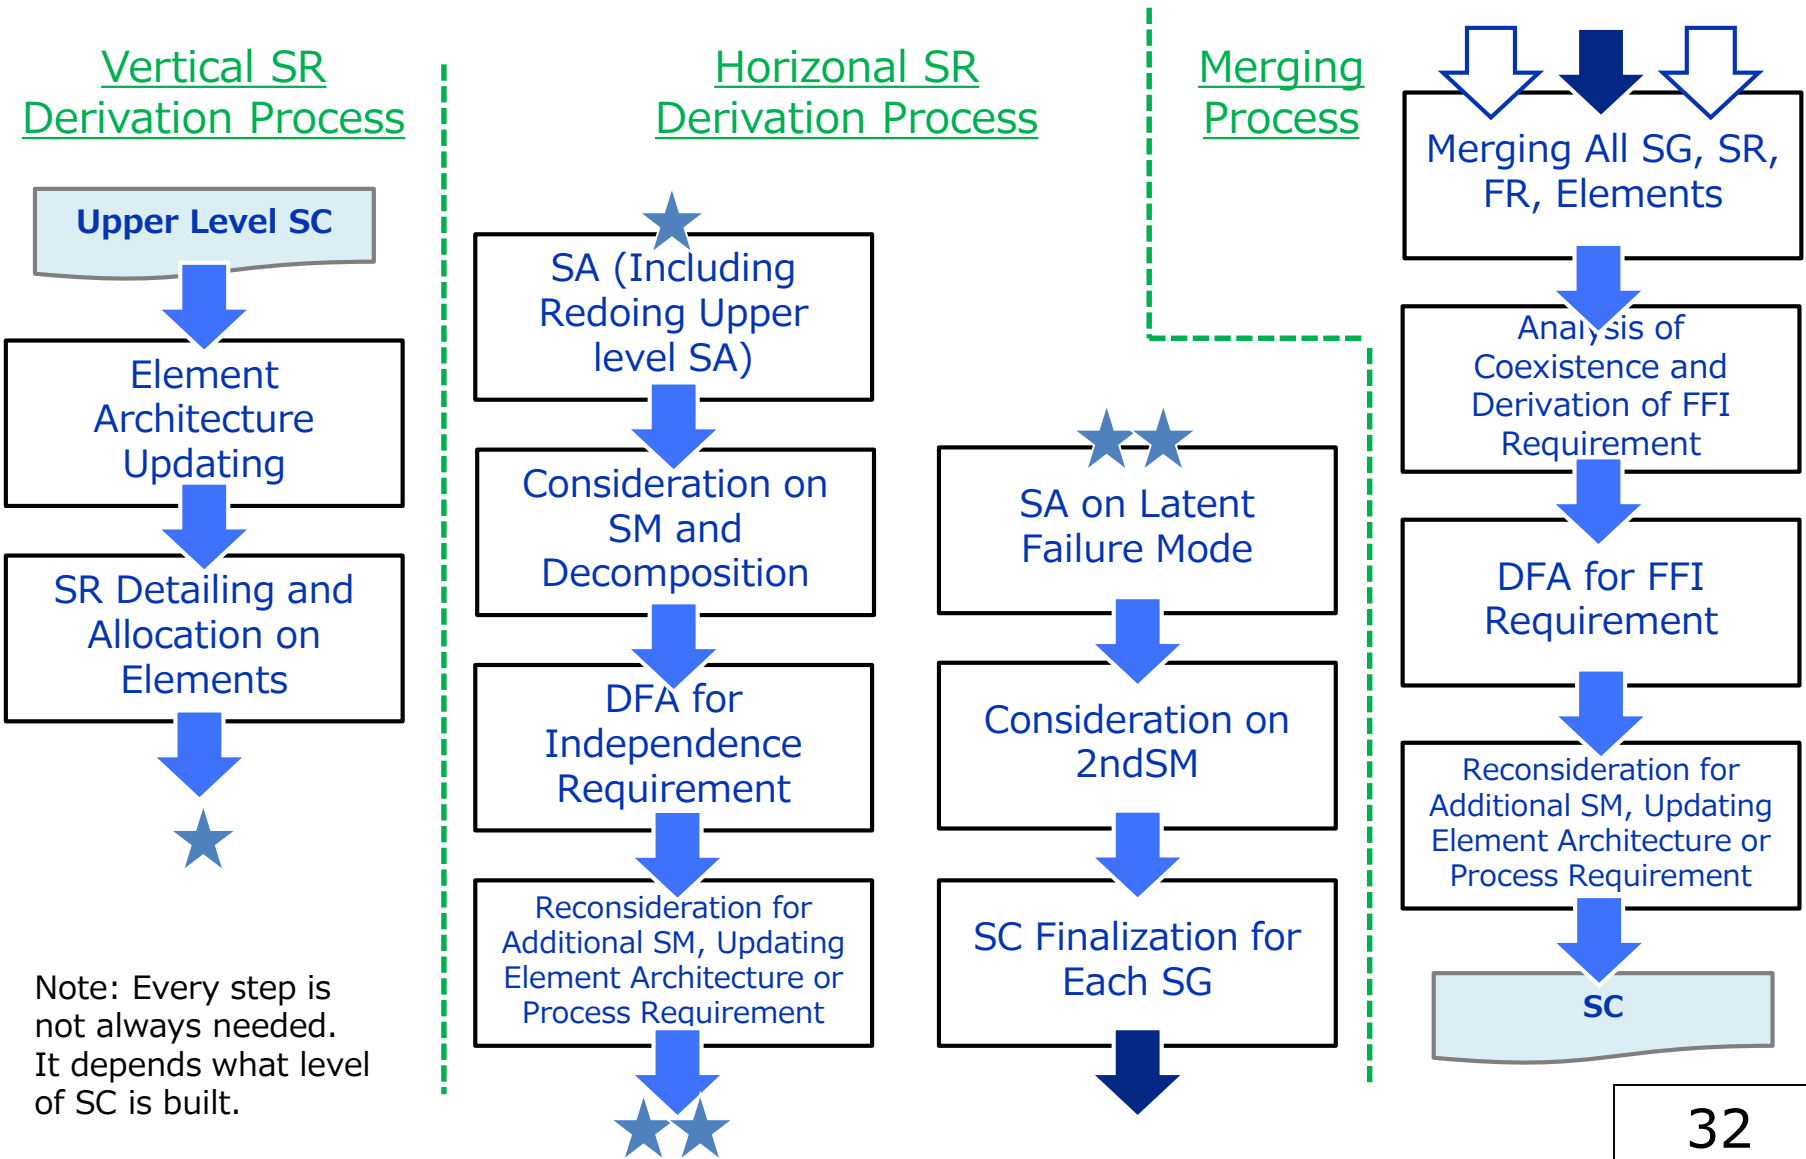 Vertical SR
Derivation Process
Upper Level SC
Element
Architecture
Updating
SR Detailing and
Allocation on
Elements
Note: Every step is
not always needed.
It depends what level
of SC is built.
Horizonal SR
Derivation Process
SA (Including
Redoing Upper
level SA)
Consideration on
SM and
Decomposition
DFA for
Independence
Requirement
Reconsideration for
Additional SM, Updating
Element Architecture or
Process Requirement
SA on Latent
Failure Mode
Consideration on
2ndSM
SC Finalization for
Each SG
Merging
Process
Merging All SG, SR,
FR, Elements
Analysis of
Coexistence and
Derivation of FFI
Requirement
DFA for FFI
Requirement
Reconsideration for
Additional SM, Updating
Element Architecture or
Process Requirement
SC
32